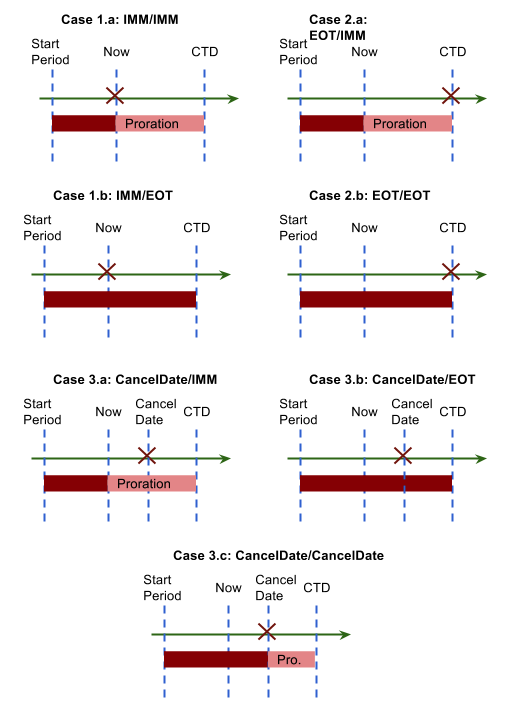 Case 1.a: IMM/IMM
Start
Period
Now
CTD
Proration
Case 2.a:
EOT/IMM
Start
Period
Now
CTD
Proration
Case 1.b: IMM/EOT
Start
Period
Now
CTD
Case 2.b: EOT/EOT
Start
Period
Now
CTD
Case 3.a: CancelDate/IMM
Start
Period
Now
Cancel
Date
CTD
Proration
Case 3.b: CancelDate/EOT
Start
Period
Now
Cancel
Date
CTD
Case 3.c: CancelDate/CancelDate
Start
Period
Now
Cancel
Date
CTD
Pro.